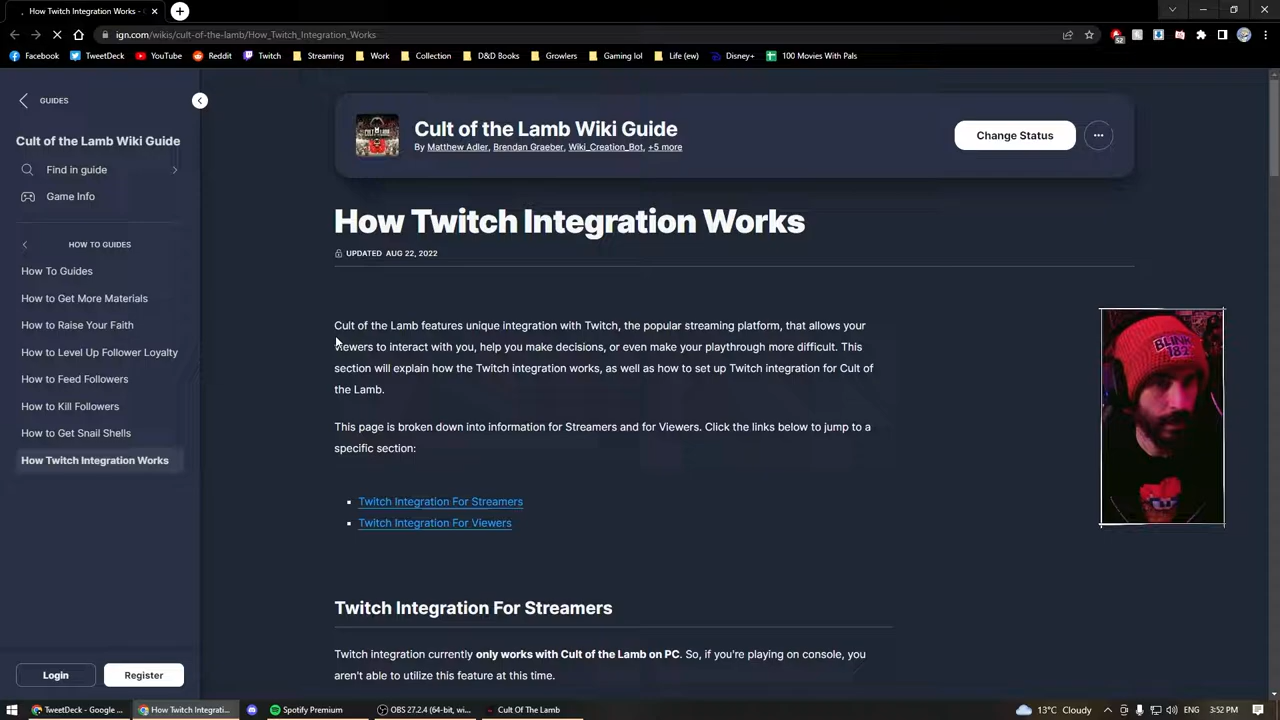 How Twitch Integration Works -
ign.com/wikis/cult-of-the-lamb/How_Twitch_Integration_Works
52
Facebook TweetDeck YouTube Reddit Twitch Streaming Work Collection D&D Books Growlers Gaming lol Life (ew) Disney+ 100 Movies With Pals
GUIDES
Cult of the Lamb Wiki Guide
Find in guide
Game Info
HOW TO GUIDES
How To Guides
How to Get More Materials
How to Raise Your Faith
How to Level Up Follower Loyalty
How to Feed Followers
How to Kill Followers
How to Get Snail Shells
How Twitch Integration Works
Login Register
Cult of the Lamb Wiki Guide
By Matthew Adler, Brendan Graeber, Wiki_Creation_Bot, +5 more
Change Status
How Twitch Integration Works
UPDATED AUG 22, 2022
Cult of the Lamb features unique integration with Twitch, the popular streaming platform, that allows your
viewers to interact with you, help you make decisions, or even make your playthrough more difficult. This
section will explain how the Twitch integration works, as well as how to set up Twitch integration for Cult of
the Lamb.
This page is broken down into information for Streamers and for Viewers. Click the links below to jump to a
specific section:
Twitch Integration For Streamers
Twitch Integration For Viewers
Twitch Integration For Streamers
Twitch integration currently only works with Cult of the Lamb on PC. So, if you're playing on console, you
aren't able to utilize this feature at this time.
BLINK
182
TweetDeck - Google ... How Twitch Integrati... Spotify Premium OBS 27.2.4 (64-bit, wi... Cult Of The Lamb 13°C Cloudy 3:52 PM